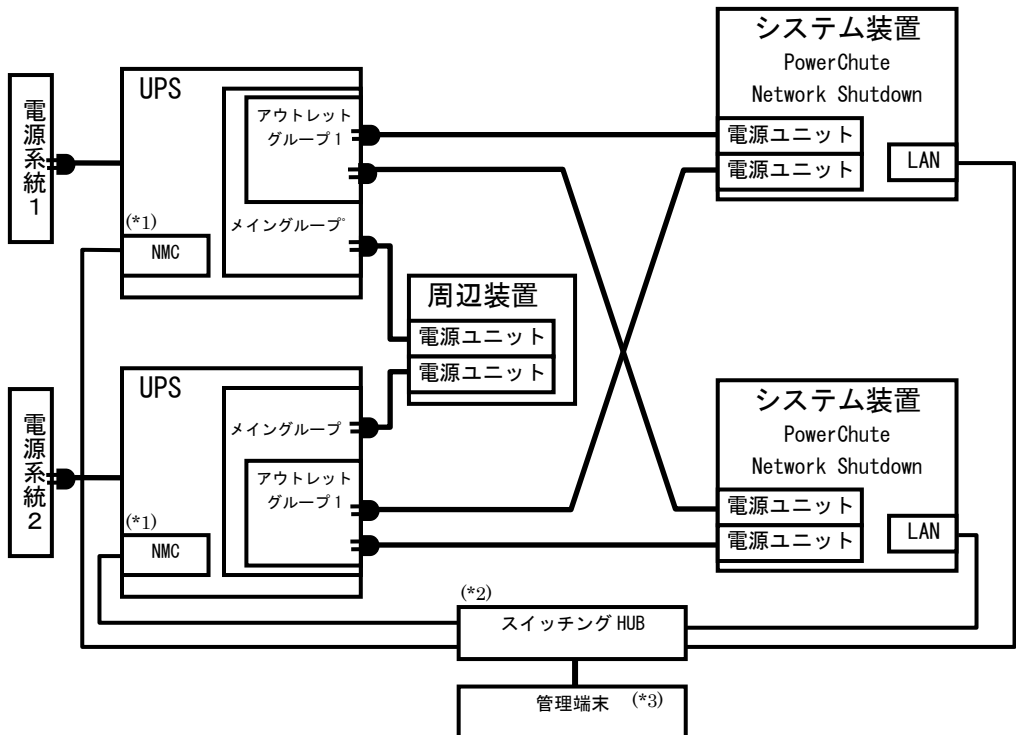 電源系統1
UPS
アウトレット
グループ1
メイングループ
(*1)
NMC
システム装置
PowerChute
Network Shutdown
電源ユニット
電源ユニット
LAN
周辺装置
電源ユニット
電源ユニット
電源系統2
UPS
メイングループ
アウトレット
グループ1
(*1)
NMC
システム装置
PowerChute
Network Shutdown
電源ユニット
電源ユニット
LAN
(*2)
スイッチング HUB
管理端末 (*3)